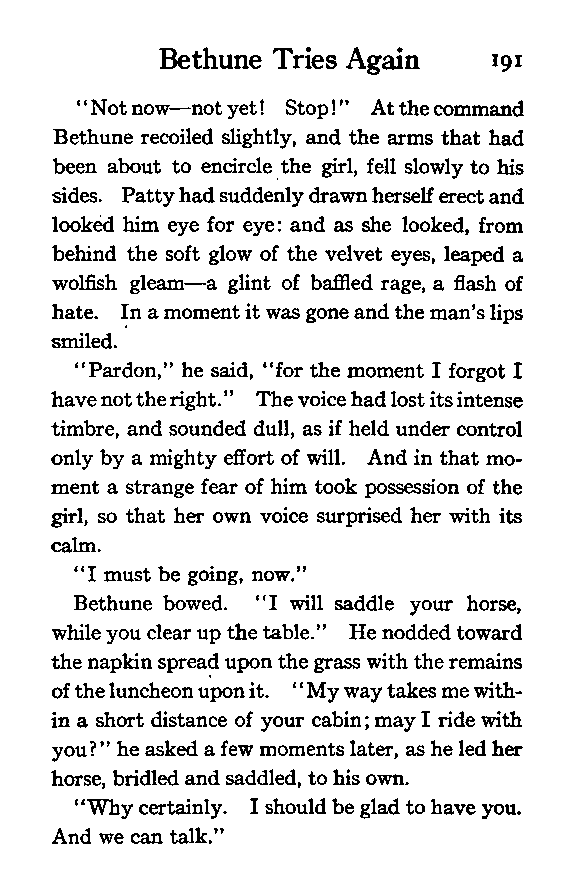 Bethune Tries Again 191
"Not now—not yet! Stop!" At the command
Bethune recoiled slightly, and the arms that had
been about to encircle the girl, fell slowly to his
sides. Patty had suddenly drawn herself erect and
looked him eye for eye: and as she looked, from
behind the soft glow of the velvet eyes, leaped a
wolfish gleam—a glint of baffled rage, a flash of
hate. In a moment it was gone and the man's lips
smiled.
"Pardon," he said, "for the moment I forgot I
have not the right." The voice had lost its intense
timbre, and sounded dull, as if held under control
only by a mighty effort of will. And in that mo-
ment a strange fear of him took possession of the
girl, so that her own voice surprised her with its
calm.
"I must be going, now."
Bethune bowed. "I will saddle your horse,
while you clear up the table." He nodded toward
the napkin spread upon the grass with the remains
of the luncheon upon it. "My way takes me with-
in a short distance of your cabin; may I ride with
you?" he asked a few moments later, as he led her
horse, bridled and saddled, to his own.
"Why certainly. I should be glad to have you.
And we can talk."